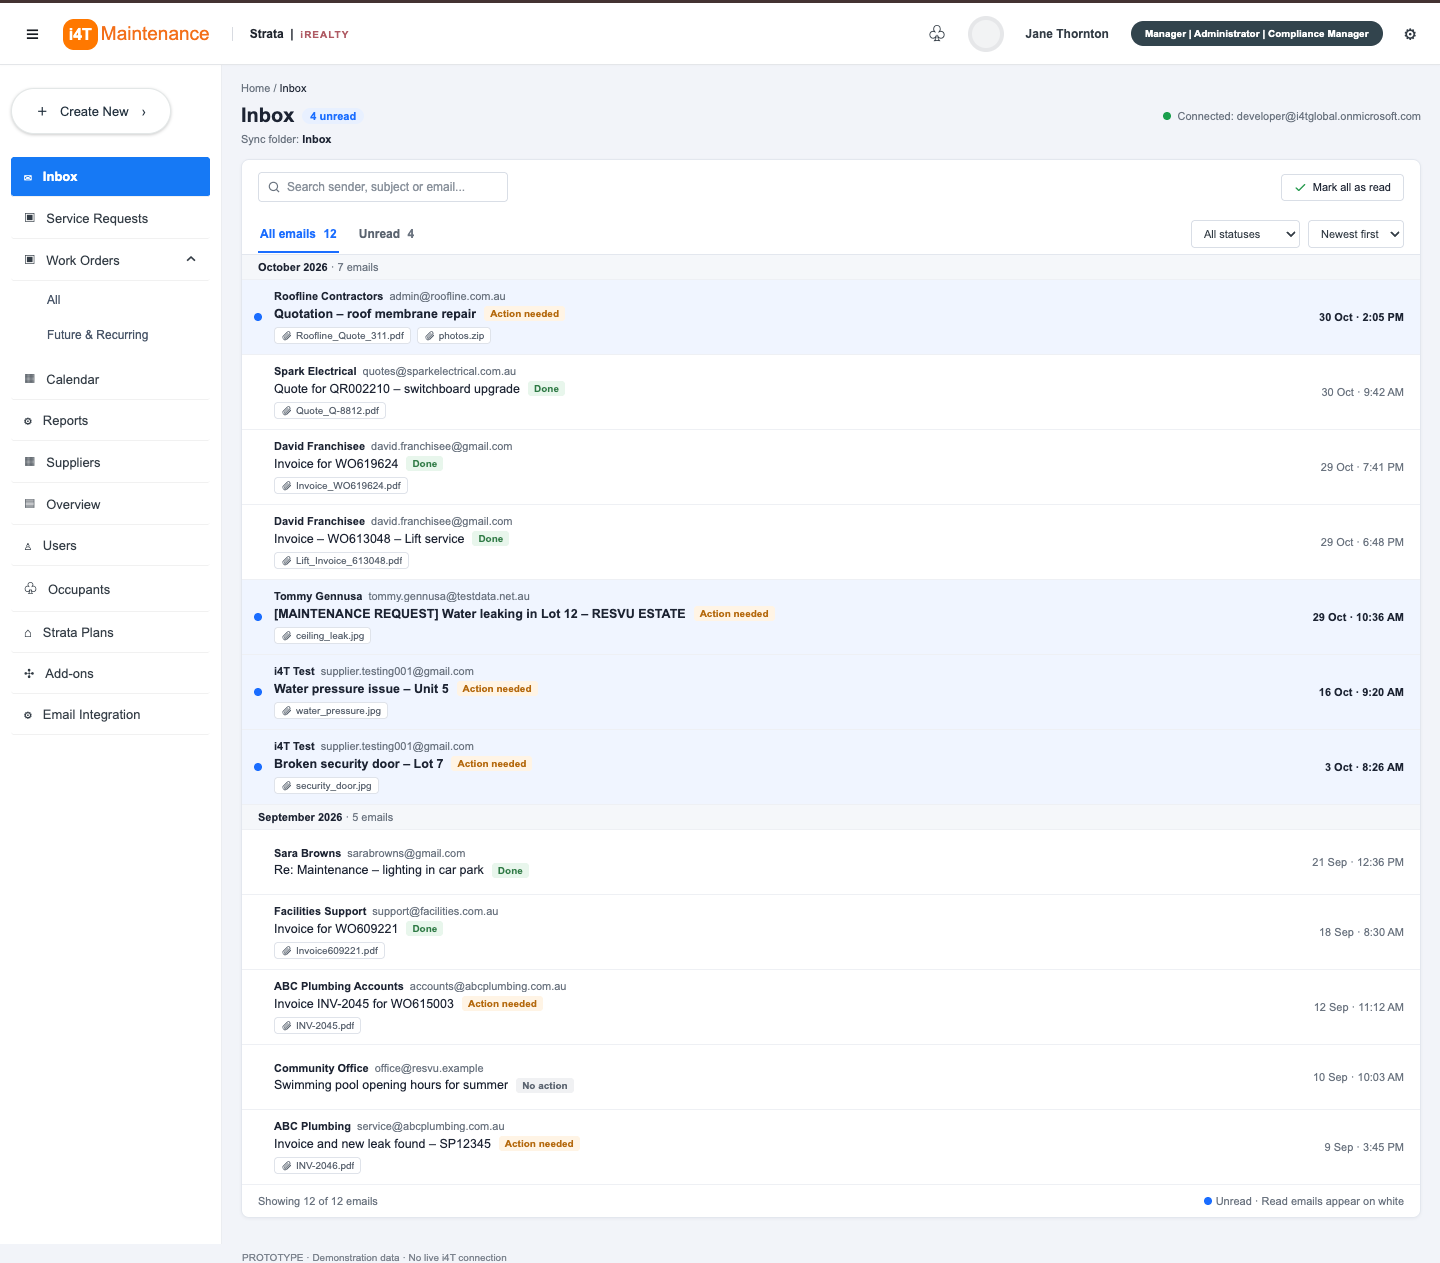 i4T Maintenance
Strata | iREALTY
Jane Thornton
Manager | Administrator | Compliance Manager
+ Create New ›
Inbox
Service Requests
Work Orders
All
Future & Recurring
Calendar
Reports
Suppliers
Overview
Users
Occupants
Strata Plans
Add-ons
Email Integration
Home / Inbox
Inbox 4 unread
Connected: developer@i4tglobal.onmicrosoft.com
Sync folder: Inbox
Search sender, subject or email...
Mark all as read
All emails 12 Unread 4
All statuses Newest first
October 2026 · 7 emails
Roofline Contractors admin@roofline.com.au
Quotation – roof membrane repair Action needed
30 Oct · 2:05 PM
Roofline_Quote_311.pdf photos.zip
Spark Electrical quotes@sparkelectrical.com.au
Quote for QR002210 – switchboard upgrade Done
30 Oct · 9:42 AM
Quote_Q-8812.pdf
David Franchisee david.franchisee@gmail.com
Invoice for WO619624 Done
29 Oct · 7:41 PM
Invoice_WO619624.pdf
David Franchisee david.franchisee@gmail.com
Invoice – WO613048 – Lift service Done
29 Oct · 6:48 PM
Lift_Invoice_613048.pdf
Tommy Gennusa tommy.gennusa@testdata.net.au
[MAINTENANCE REQUEST] Water leaking in Lot 12 – RESVU ESTATE Action needed
29 Oct · 10:36 AM
ceiling_leak.jpg
i4T Test supplier.testing001@gmail.com
Water pressure issue – Unit 5 Action needed
16 Oct · 9:20 AM
water_pressure.jpg
i4T Test supplier.testing001@gmail.com
Broken security door – Lot 7 Action needed
3 Oct · 8:26 AM
security_door.jpg
September 2026 · 5 emails
Sara Browns sarabrowns@gmail.com
Re: Maintenance – lighting in car park Done
21 Sep · 12:36 PM
Facilities Support support@facilities.com.au
Invoice for WO609221 Done
18 Sep · 8:30 AM
Invoice609221.pdf
ABC Plumbing Accounts accounts@abcplumbing.com.au
Invoice INV-2045 for WO615003 Action needed
12 Sep · 11:12 AM
INV-2045.pdf
Community Office office@resvu.example
Swimming pool opening hours for summer No action
10 Sep · 10:03 AM
ABC Plumbing service@abcplumbing.com.au
Invoice and new leak found – SP12345 Action needed
9 Sep · 3:45 PM
INV-2046.pdf
Showing 12 of 12 emails
Unread · Read emails appear on white
PROTOTYPE · Demonstration data · No live i4T connection